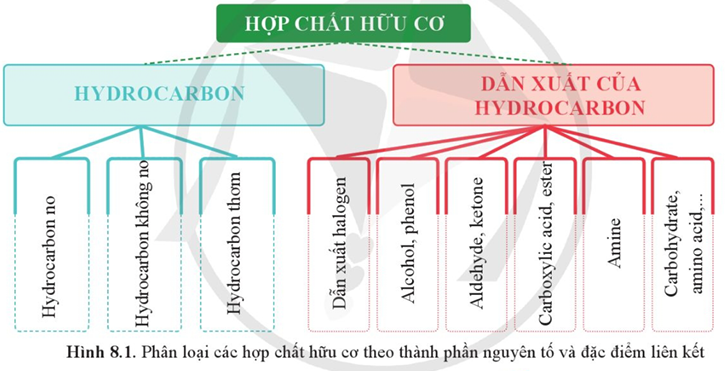 HỢP CHẤT HỮU CƠ
HYDROCARBON
DẪN XUẤT CỦA
HYDROCARBON
Hydrocarbon no
Hydrocarbon không no
Hydrocarbon thơm
Dẫn xuất halogen
Alcohol, phenol
Aldehyde, ketone
Carboxylic acid, ester
Amine
Carbohydrate,
amino acid,...
Hình 8.1. Phân loại các hợp chất hữu cơ theo thành phần nguyên tố và đặc điểm liên kết